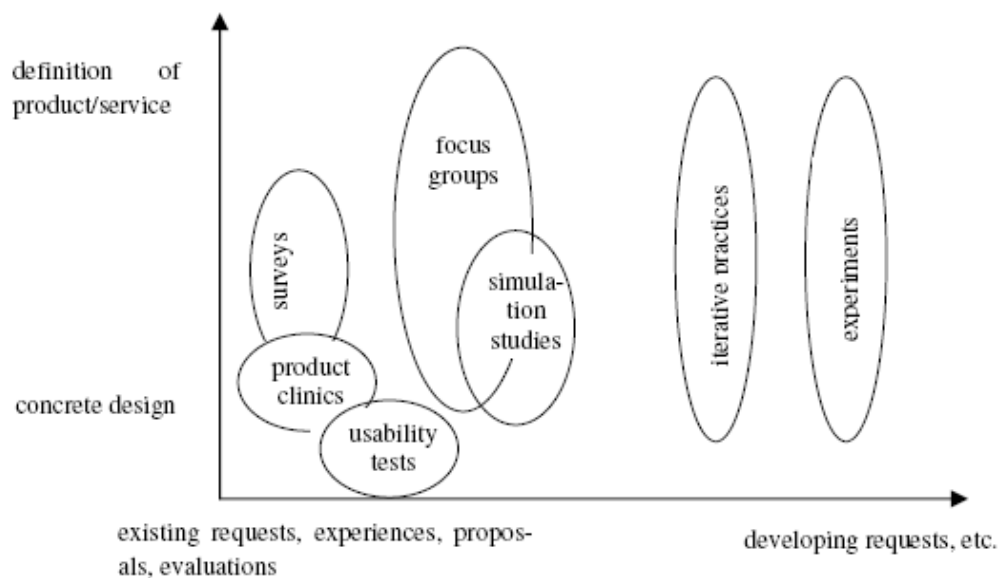 definition of
product/service
focus
groups
surveys
simula-
tion
studies
iterative practices
experiments
product
clinics
concrete design
usability
tests
existing requests, experiences, propos-
als, evaluations
developing requests, etc.